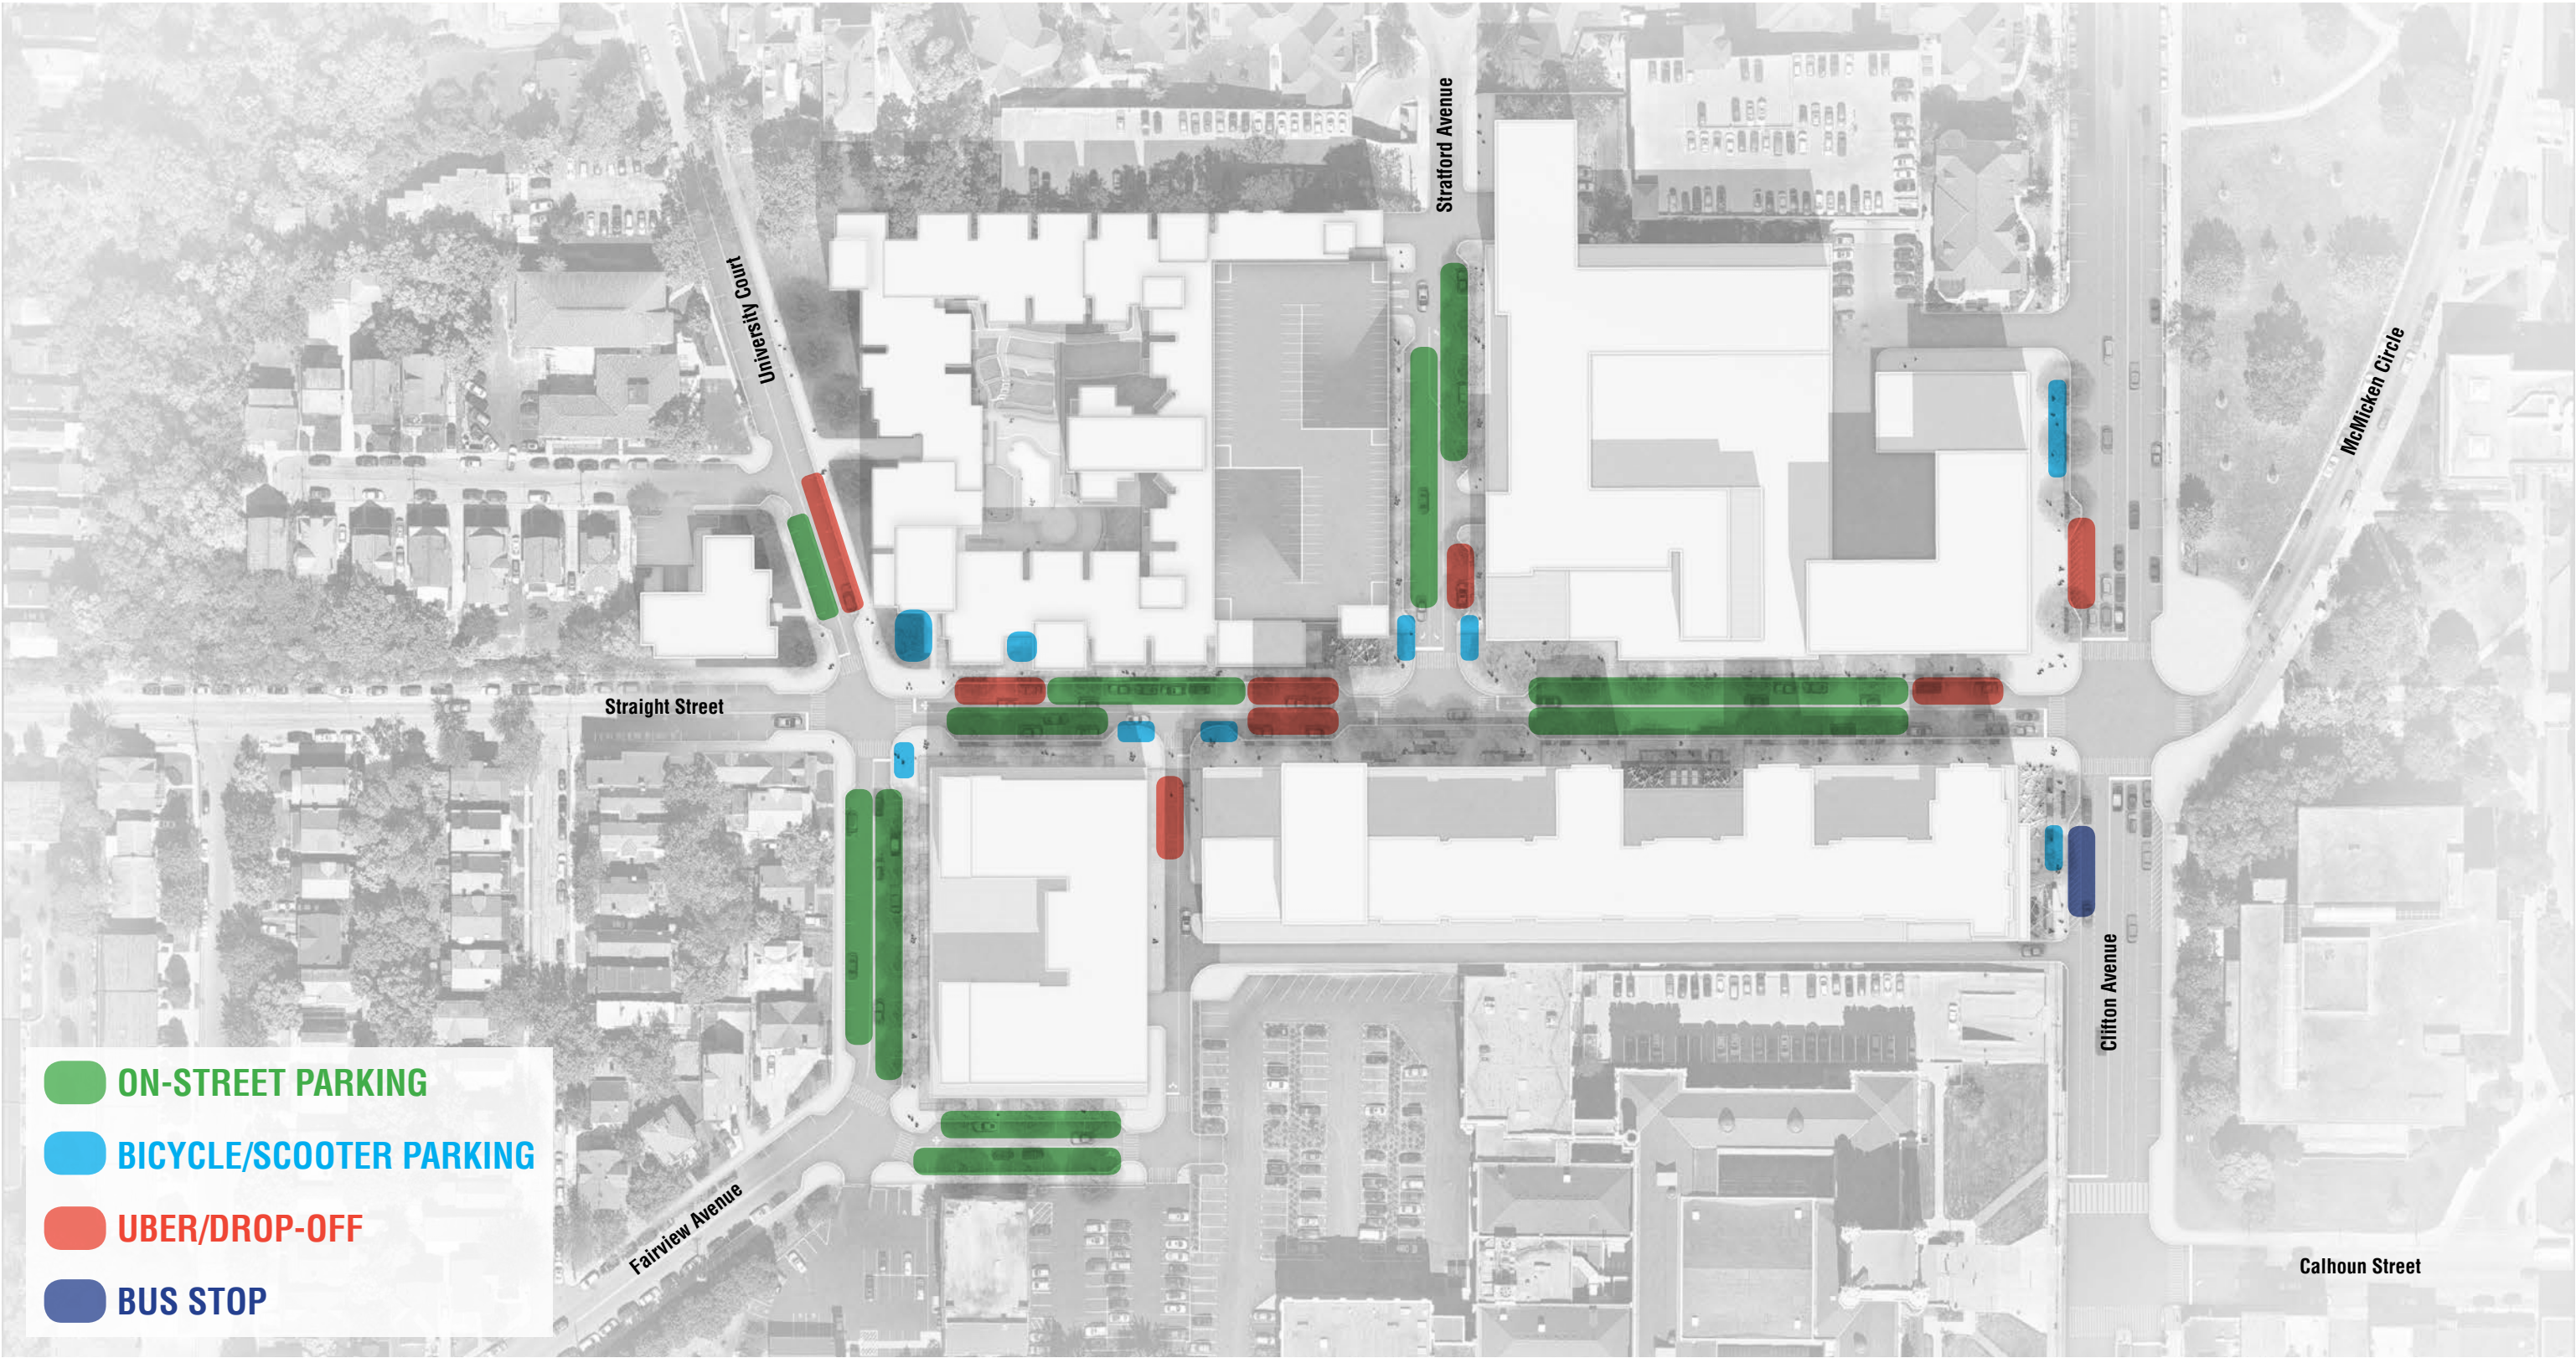 Stratford Avenue
University Court
McMicken Circle
Straight Street
Clifton Avenue
Fairview Avenue
Calhoun Street
ON-STREET PARKING
BICYCLE/SCOOTER PARKING
UBER/DROP-OFF
BUS STOP